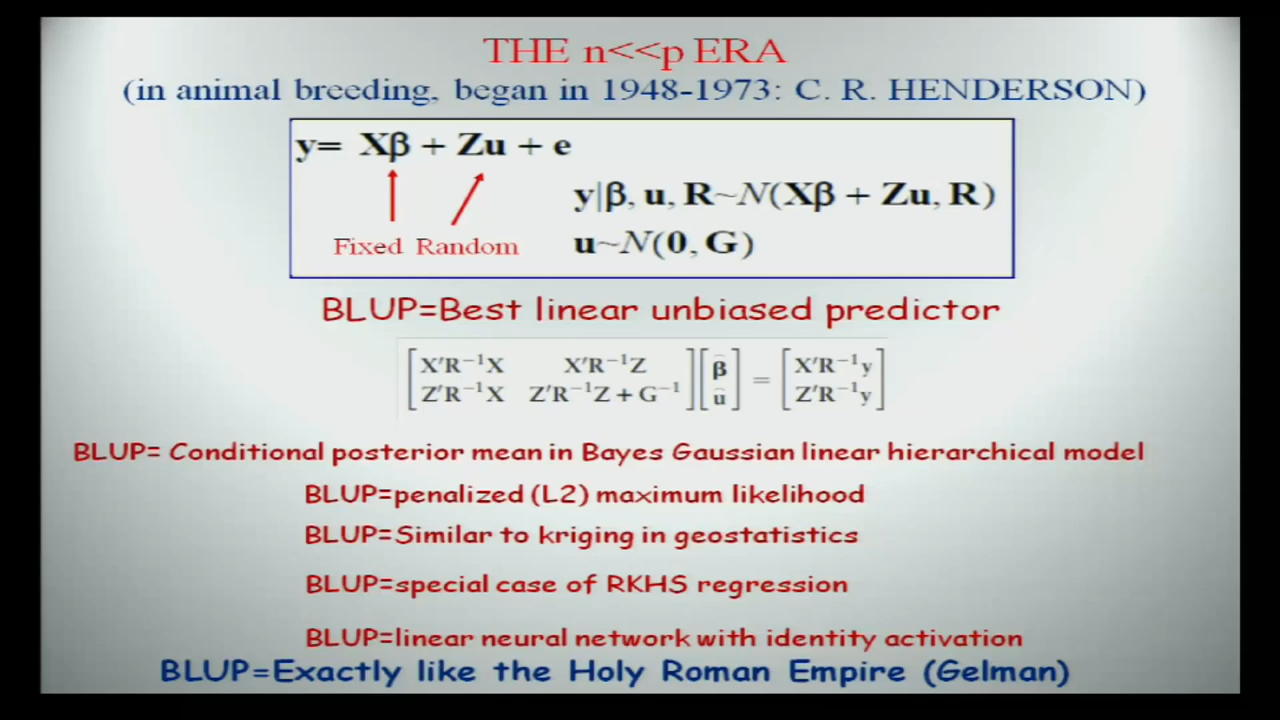 THE n<<p ERA
(in animal breeding, began in 1948-1973: C. R. HENDERSON)
y= Xβ + Zu + e
y|β, u, R~N(Xβ + Zu, R)
Fixed Random
u~N(0, G)
BLUP=Best linear unbiased predictor
[X′R⁻¹X X′R⁻¹Z] [β̂] = [X′R⁻¹y]
[Z′R⁻¹X Z′R⁻¹Z + G⁻¹] [û] [Z′R⁻¹y]
BLUP= Conditional posterior mean in Bayes Gaussian linear hierarchical model
BLUP=penalized (L2) maximum likelihood
BLUP=Similar to kriging in geostatistics
BLUP=special case of RKHS regression
BLUP=linear neural network with identity activation
BLUP=Exactly like the Holy Roman Empire (Gelman)